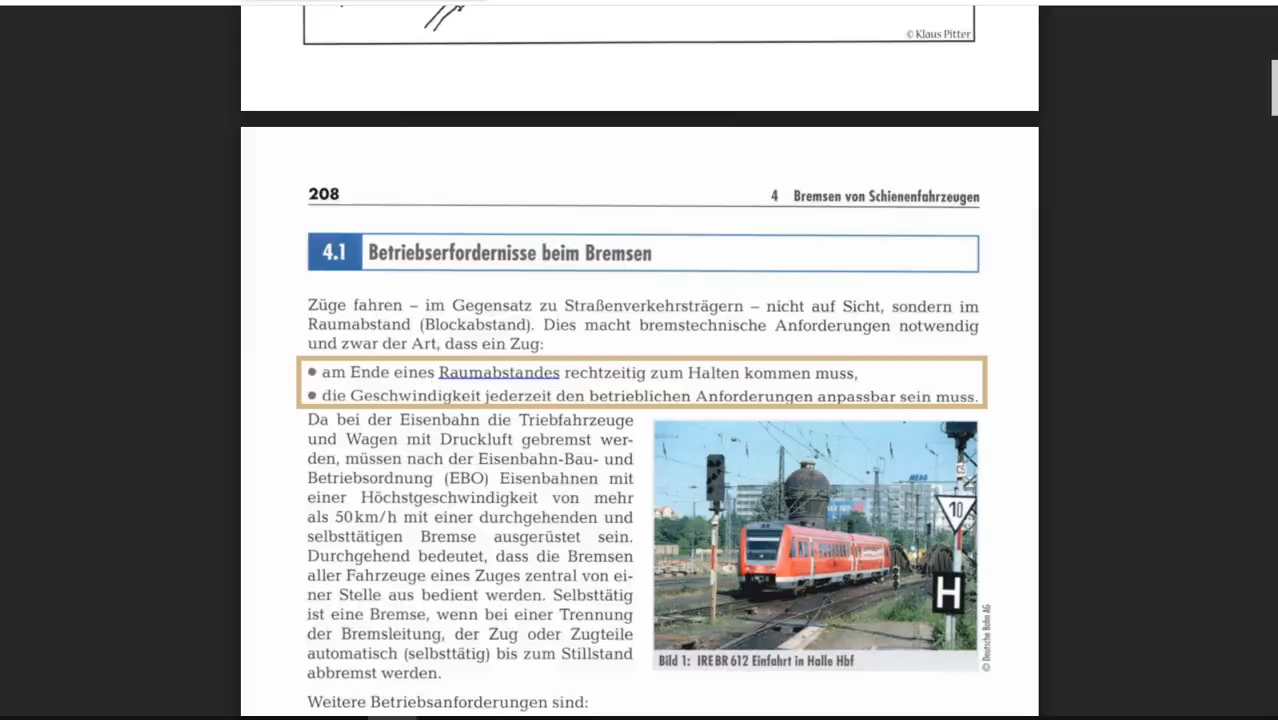 © Klaus Pitter
208
4 Bremsen von Schienenfahrzeugen
4.1 Betriebserfordernisse beim Bremsen
Züge fahren – im Gegensatz zu Straßenverkehrsträgern – nicht auf Sicht, sondern im
Raumabstand (Blockabstand). Dies macht bremstechnische Anforderungen notwendig
und zwar der Art, dass ein Zug:
● am Ende eines Raumabstandes rechtzeitig zum Halten kommen muss,
● die Geschwindigkeit jederzeit den betrieblichen Anforderungen anpassbar sein muss.
Da bei der Eisenbahn die Triebfahrzeuge
und Wagen mit Druckluft gebremst wer-
den, müssen nach der Eisenbahn-Bau- und
Betriebsordnung (EBO) Eisenbahnen mit
einer Höchstgeschwindigkeit von mehr
als 50 km/h mit einer durchgehenden und
selbsttätigen Bremse ausgerüstet sein.
Durchgehend bedeutet, dass die Bremsen
aller Fahrzeuge eines Zuges zentral von ei-
ner Stelle aus bedient werden. Selbsttätig
ist eine Bremse, wenn bei einer Trennung
der Bremsleitung, der Zug oder Zugteile
automatisch (selbsttätig) bis zum Stillstand
abbremst werden.
MEAG
10
H
© Deutsche Bahn AG
Bild 1: IRE BR 612 Einfahrt in Halle Hbf
Weitere Betriebsanforderungen sind: